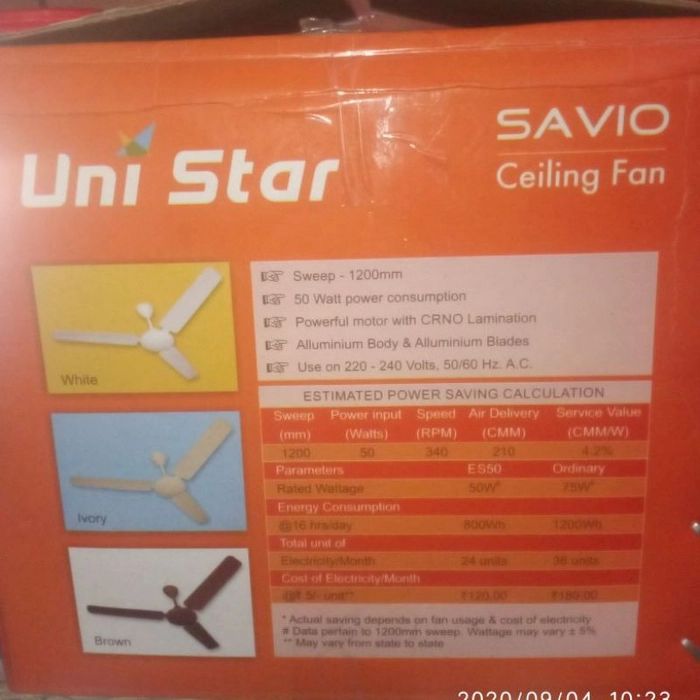 Uni Star
SAVIO
Ceiling Fan
White
Ivory
Brown
Sweep - 1200mm
50 Watt power consumption
Powerful motor with CRNO Lamination
Alluminium Body & Alluminium Blades
Use on 220 - 240 Volts, 50/60 Hz. A.C.
ESTIMATED POWER SAVING CALCULATION
Sweep Power input Speed Air Delivery Service Value
(mm) (Watts) (RPM) (CMM) (CMM/W)
1200 50 340 210 4.2%
Parameters ES50 Ordinary
Rated Wattage 50W# 75W#
Energy Consumption
@16 hrs/day 800Wh 1200Wh
Total unit of
Electricity/Month 24 units 36 units
Cost of Electricity/Month
@₹ 5/- unit** ₹120.00 ₹180.00
* Actual saving depends on fan usage & cost of electricity
# Data pertain to 1200mm sweep. Wattage may vary ± 5%
** May vary from state to state
2020/09/04 10:23